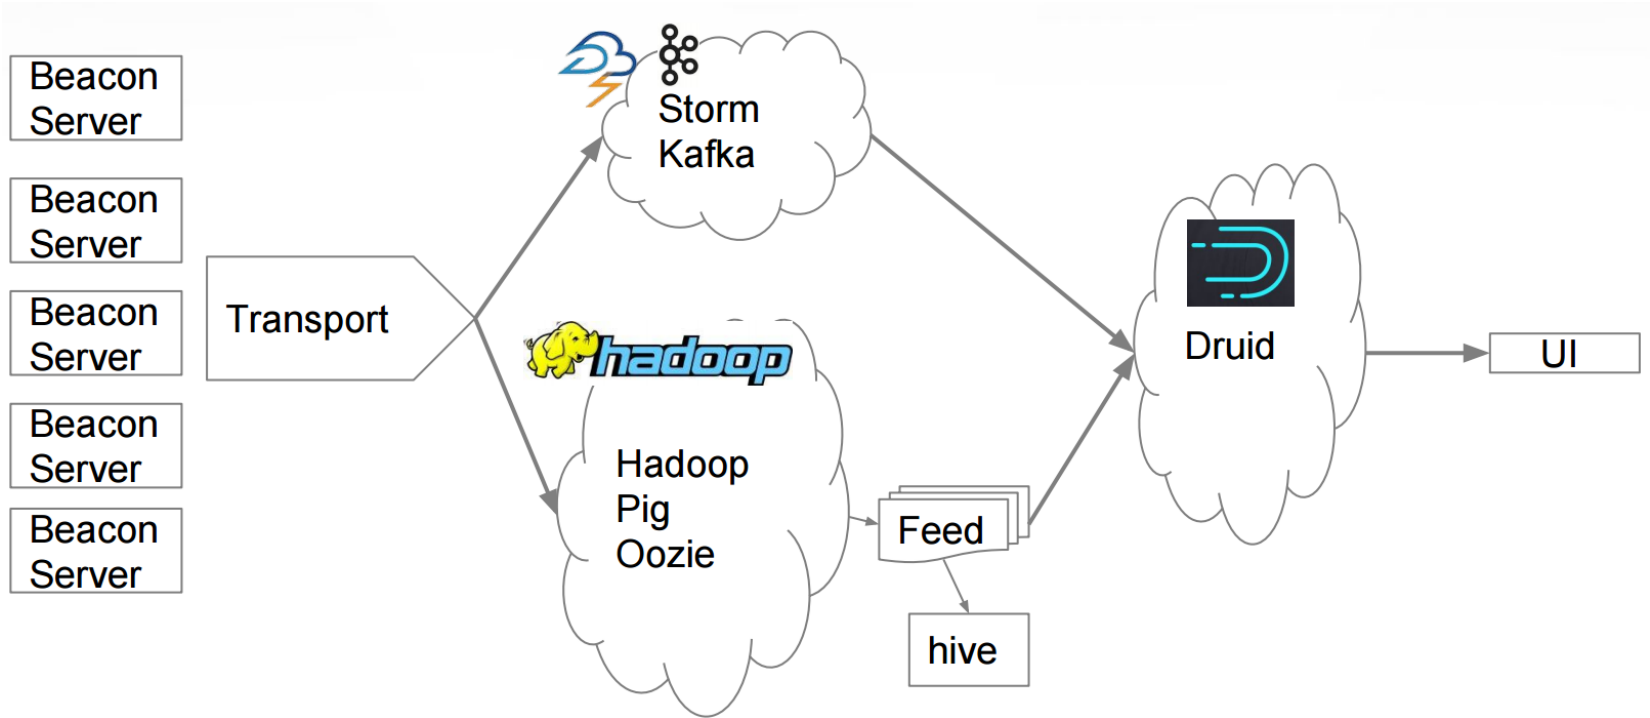 Beacon
Server
Beacon
Server
Beacon
Server
Beacon
Server
Beacon
Server
Transport
Storm
Kafka
hadoop
Hadoop
Pig
Oozie
Feed
hive
Druid
UI